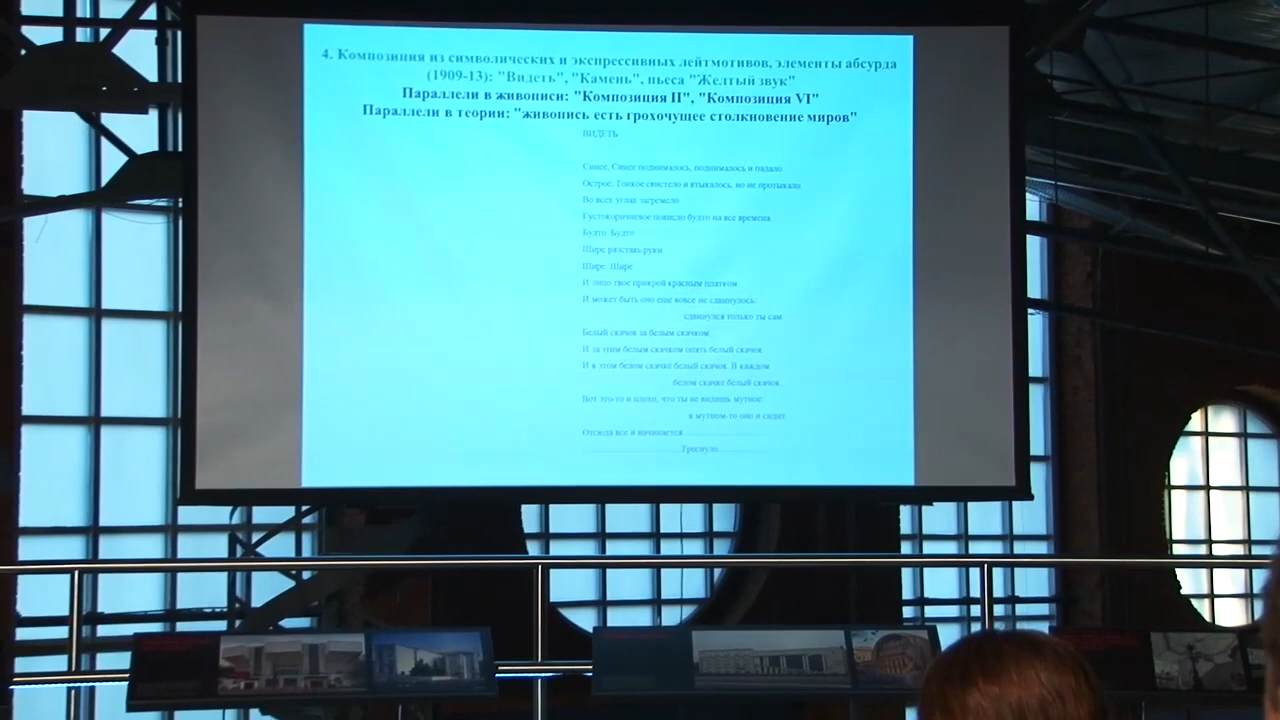 4. Композиция из символических и экспрессивных лейтмотивов, элементы абсурда
(1909-13): "Видеть", "Камень", пьеса "Желтый звук"
Параллели в живописи: "Композиция II", "Композиция VI"
Параллели в теории: "живопись есть грохочущее столкновение миров"
ВИДЕТЬ
Синее, Синее поднималось, поднималось и падало.
Острое, Тонкое свистело и втыкалось, но не протыкало.
Во всех углах загремело.
Густокоричневое повисло будто на все времена.
Будто. Будто.
Шире расставь руки.
Шире. Шире.
И лицо твое прикрой красным платком.
И может быть оно еще вовсе не сдвинулось:
сдвинулся только ты сам.
Белый скачок за белым скачком.
И за этим белым скачком опять белый скачок.
И в этом белом скачке белый скачок. В каждом
белом скачке белый скачок.
Вот это-то и плохо, что ты не видишь мутное:
в мутном-то оно и сидит.
Отсюда все и начинается..............................
..............................Треснуло...............